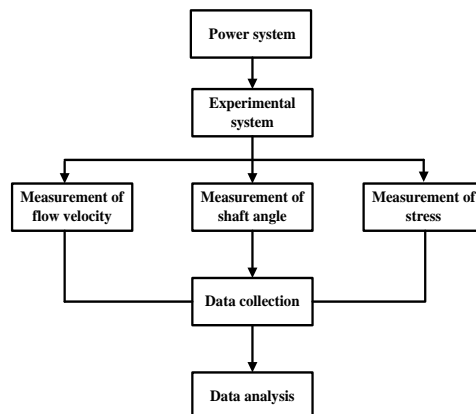 Power system
Experimental
system
Measurement of
flow velocity
Measurement of
shaft angle
Measurement of
stress
Data collection
Data analysis